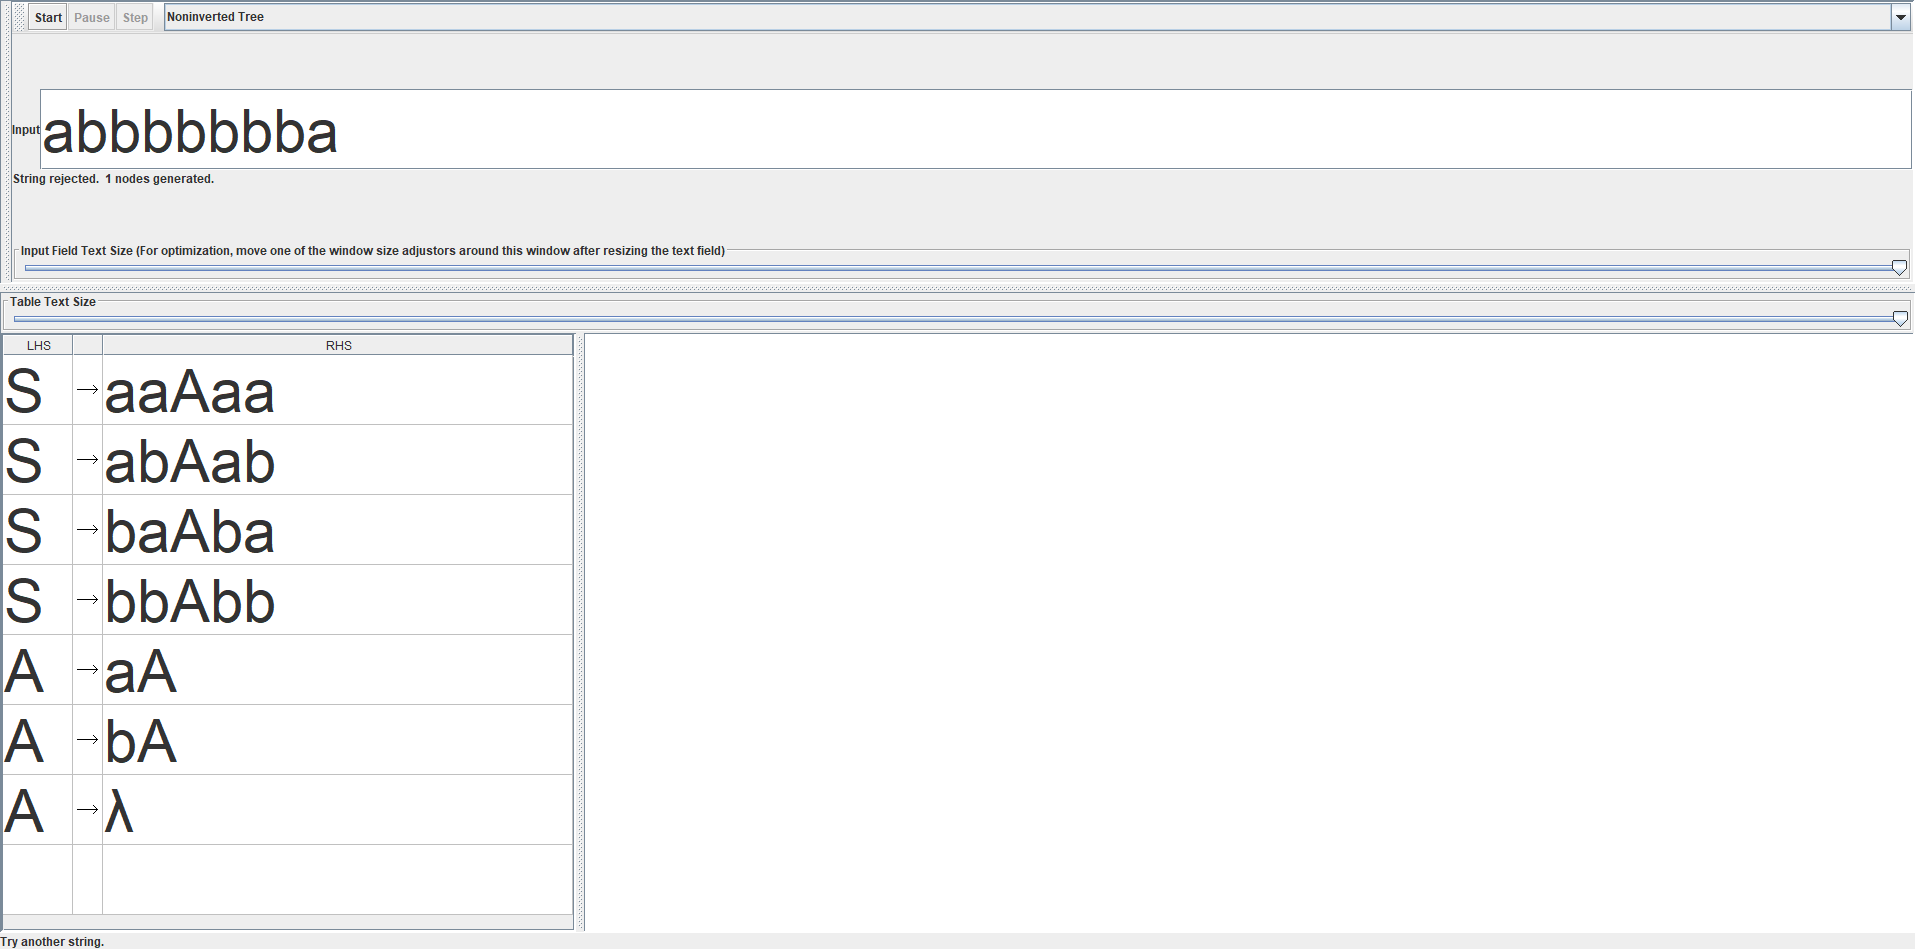 Start Pause Step Noninverted Tree
Input abbbbbbba
String rejected. 1 nodes generated.
Input Field Text Size (For optimization, move one of the window size adjustors around this window after resizing the text field)
Table Text Size
LHS RHS
S → aaAaa
S → abAab
S → baAba
S → bbAbb
A → aA
A → bA
A → λ
Try another string.